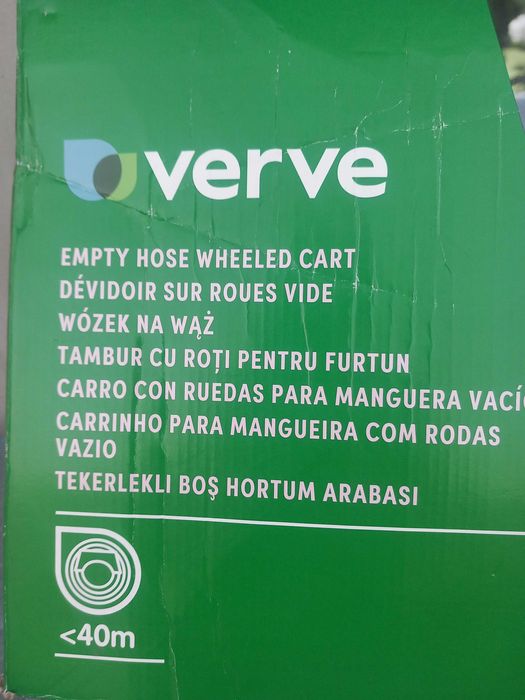 verve
EMPTY HOSE WHEELED CART
DÉVIDOIR SUR ROUES VIDE
WÓZEK NA WĄŻ
TAMBUR CU ROȚI PENTRU FURTUN
CARRO CON RUEDAS PARA MANGUERA VACÍO
CARRINHO PARA MANGUEIRA COM RODAS
VAZIO
TEKERLEKLI BOŞ HORTUM ARABASI
<40m